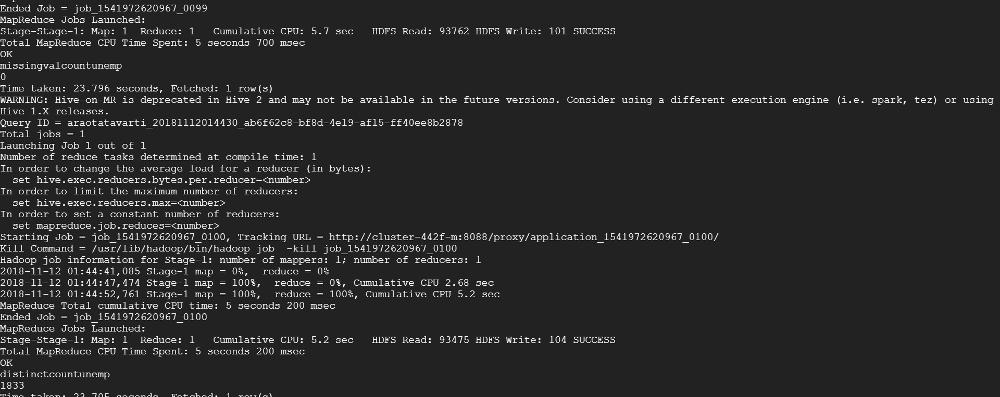 Ended Job = job_1541972620967_0099
MapReduce Jobs Launched:
Stage-Stage-1: Map: 1  Reduce: 1   Cumulative CPU: 5.7 sec   HDFS Read: 93762 HDFS Write: 101 SUCCESS
Total MapReduce CPU Time Spent: 5 seconds 700 msec
OK
missingvalcountunemp
0
Time taken: 23.796 seconds, Fetched: 1 row(s)
WARNING: Hive-on-MR is deprecated in Hive 2 and may not be available in the future versions. Consider using a different execution engine (i.e. spark, tez) or using
Hive 1.X releases.
Query ID = araotatavarti_20181112014430_ab6f62c8-bf8d-4e19-af15-ff40ee8b2878
Total jobs = 1
Launching Job 1 out of 1
Number of reduce tasks determined at compile time: 1
In order to change the average load for a reducer (in bytes):
  set hive.exec.reducers.bytes.per.reducer=<number>
In order to limit the maximum number of reducers:
  set hive.exec.reducers.max=<number>
In order to set a constant number of reducers:
  set mapreduce.job.reduces=<number>
Starting Job = job_1541972620967_0100, Tracking URL = http://cluster-442f-m:8088/proxy/application_1541972620967_0100/
Kill Command = /usr/lib/hadoop/bin/hadoop job  -kill job_1541972620967_0100
Hadoop job information for Stage-1: number of mappers: 1; number of reducers: 1
2018-11-12 01:44:41,085 Stage-1 map = 0%,  reduce = 0%
2018-11-12 01:44:47,474 Stage-1 map = 100%,  reduce = 0%, Cumulative CPU 2.68 sec
2018-11-12 01:44:52,761 Stage-1 map = 100%,  reduce = 100%, Cumulative CPU 5.2 sec
MapReduce Total cumulative CPU time: 5 seconds 200 msec
Ended Job = job_1541972620967_0100
MapReduce Jobs Launched:
Stage-Stage-1: Map: 1  Reduce: 1   Cumulative CPU: 5.2 sec   HDFS Read: 93475 HDFS Write: 104 SUCCESS
Total MapReduce CPU Time Spent: 5 seconds 200 msec
OK
distinctcountunemp
1833
Time taken: 23.705 seconds, Fetched: 1 row(s)